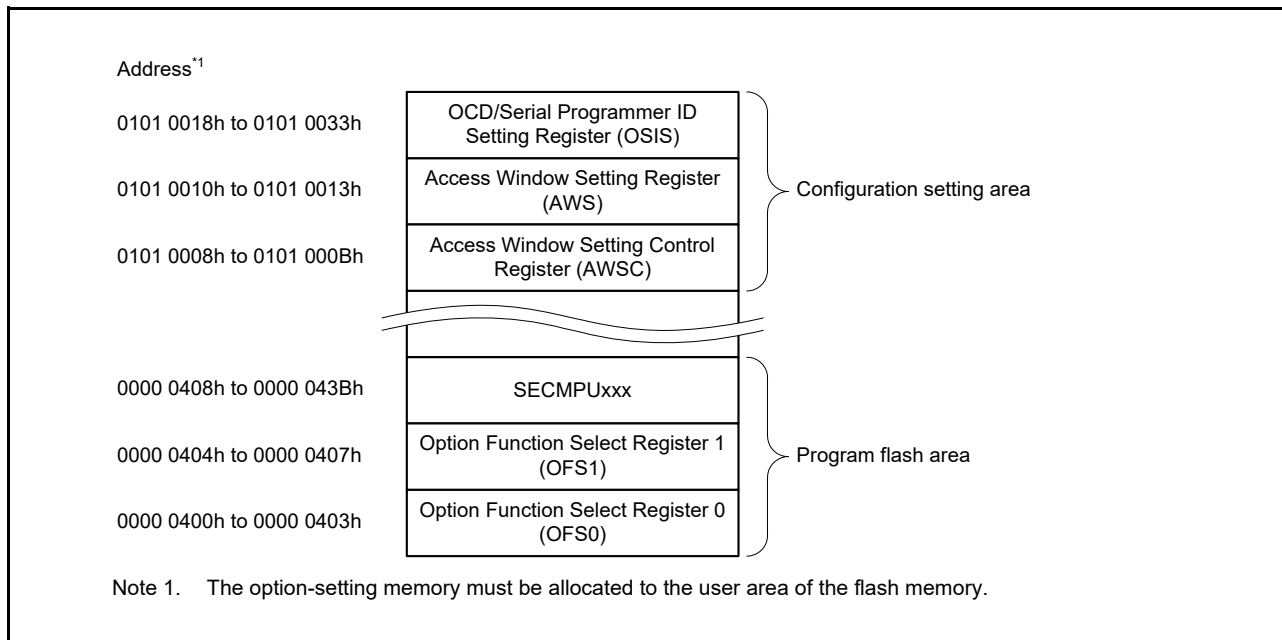 Address*1
0101 0018h to 0101 0033h
OCD/Serial Programmer ID
Setting Register (OSIS)
0101 0010h to 0101 0013h
Access Window Setting Register
(AWS)
Configuration setting area
0101 0008h to 0101 000Bh
Access Window Setting Control
Register (AWSC)
0000 0408h to 0000 043Bh
SECMPUxxx
0000 0404h to 0000 0407h
Option Function Select Register 1
(OFS1)
Program flash area
0000 0400h to 0000 0403h
Option Function Select Register 0
(OFS0)
Note 1. The option-setting memory must be allocated to the user area of the flash memory.